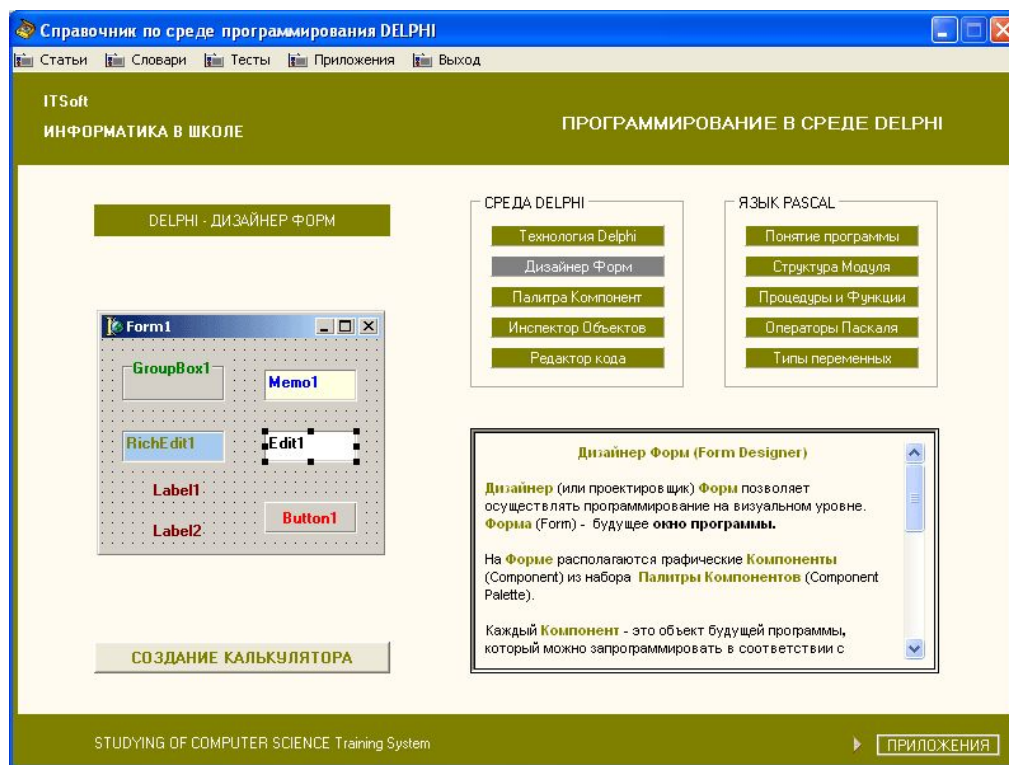 Справочник по среде программирования DELPHI
Статьи Словари Тесты Приложения Выход
ITSoft
ИНФОРМАТИКА В ШКОЛЕ
ПРОГРАММИРОВАНИЕ В СРЕДЕ DELPHI
DELPHI - ДИЗАЙНЕР ФОРМ
Form1
GroupBox1
Memo1
RichEdit1
Edit1
Label1
Label2
Button1
СОЗДАНИЕ КАЛЬКУЛЯТОРА
СРЕДА DELPHI
Технология Delphi
Дизайнер Форм
Палитра Компонент
Инспектор Объектов
Редактор кода
ЯЗЫК PASCAL
Понятие программы
Структура Модуля
Процедуры и Функции
Операторы Паскаля
Типы переменных
Дизайнер Форм (Form Designer)
Дизайнер (или проектировщик) Форм позволяет
осуществлять программирование на визуальном уровне.
Форма (Form) - будущее окно программы.
На Форме располагаются графические Компоненты
(Component) из набора Палитры Компонентов (Component
Palette).
Каждый Компонент - это объект будущей программы,
который можно запрограммировать в соответствии с
STUDYING OF COMPUTER SCIENCE Training System
ПРИЛОЖЕНИЯ